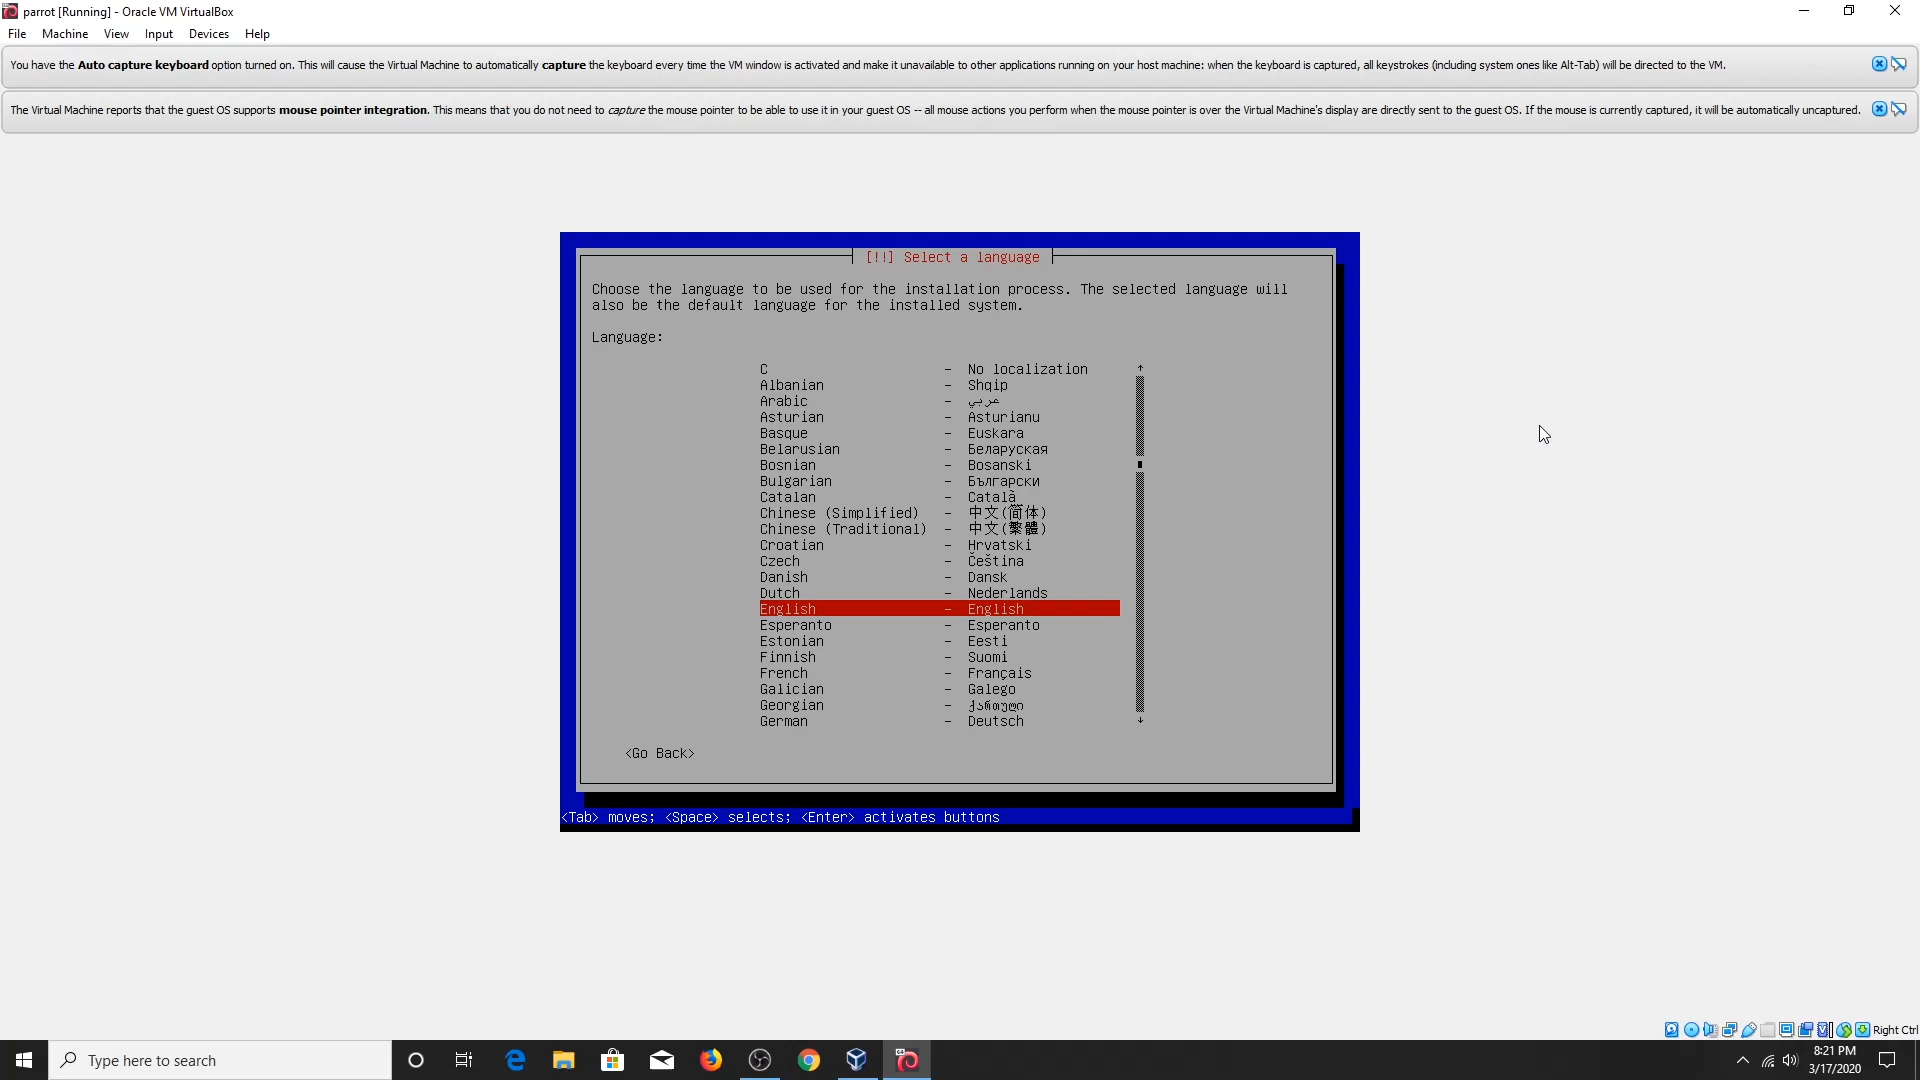 parrot [Running] - Oracle VM VirtualBox
File Machine View Input Devices Help
You have the Auto capture keyboard option turned on. This will cause the Virtual Machine to automatically capture the keyboard every time the VM window is activated and make it unavailable to other applications running on your host machine: when the keyboard is captured, all keystrokes (including system ones like Alt-Tab) will be directed to the VM.
The Virtual Machine reports that the guest OS supports mouse pointer integration. This means that you do not need to capture the mouse pointer to be able to use it in your guest OS -- all mouse actions you perform when the mouse pointer is over the Virtual Machine's display are directly sent to the guest OS. If the mouse is currently captured, it will be automatically uncaptured.
[!!] Select a language
Choose the language to be used for the installation process. The selected language will
also be the default language for the installed system.
Language:
C - No localization
Albanian - Shqip
Arabic - عربي
Asturian - Asturianu
Basque - Euskara
Belarusian - Беларуская
Bosnian - Bosanski
Bulgarian - Български
Catalan - Català
Chinese (Simplified) - 中文(简体)
Chinese (Traditional) - 中文(繁體)
Croatian - Hrvatski
Czech - Čeština
Danish - Dansk
Dutch - Nederlands
English - English
Esperanto - Esperanto
Estonian - Eesti
Finnish - Suomi
French - Français
Galician - Galego
Georgian - ქართული
German - Deutsch
<Go Back>
<Tab> moves; <Space> selects; <Enter> activates buttons
Right Ctrl
Type here to search
8:21 PM
3/17/2020